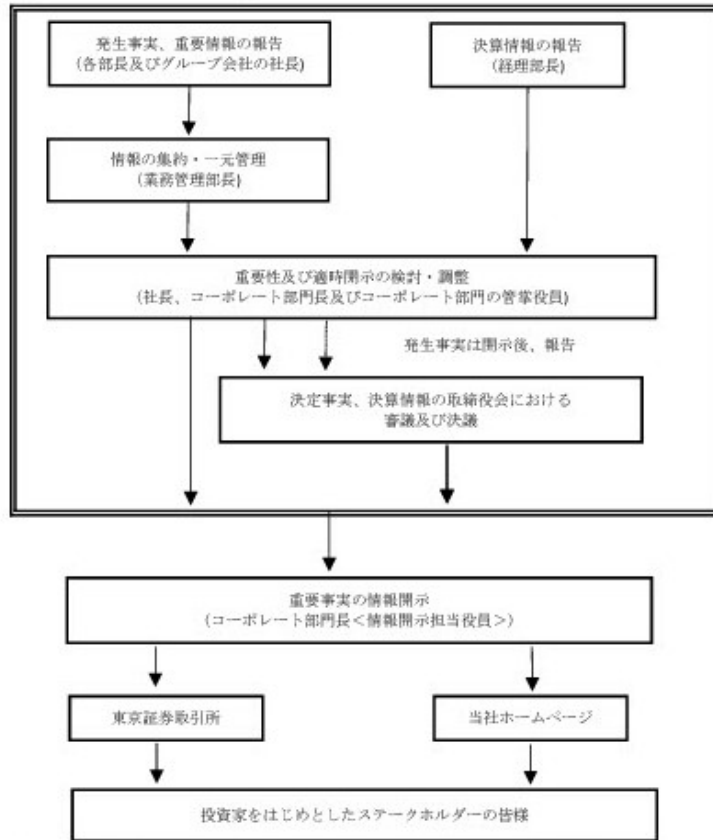 発生事実、重要情報の報告
（各部長及びグループ会社の社長）
決算情報の報告
（経理部長）
情報の集約・一元管理
（業務管理部長）
重要性及び適時開示の検討・調整
（社長、コーポレート部門長及びコーポレート部門の管掌役員）
発生事実は開示後、報告
決定事実、決算情報の取締役会における
審議及び決議
重要事実の情報開示
（コーポレート部門長＜情報開示担当役員＞）
東京証券取引所
当社ホームページ
投資家をはじめとしたステークホルダーの皆様